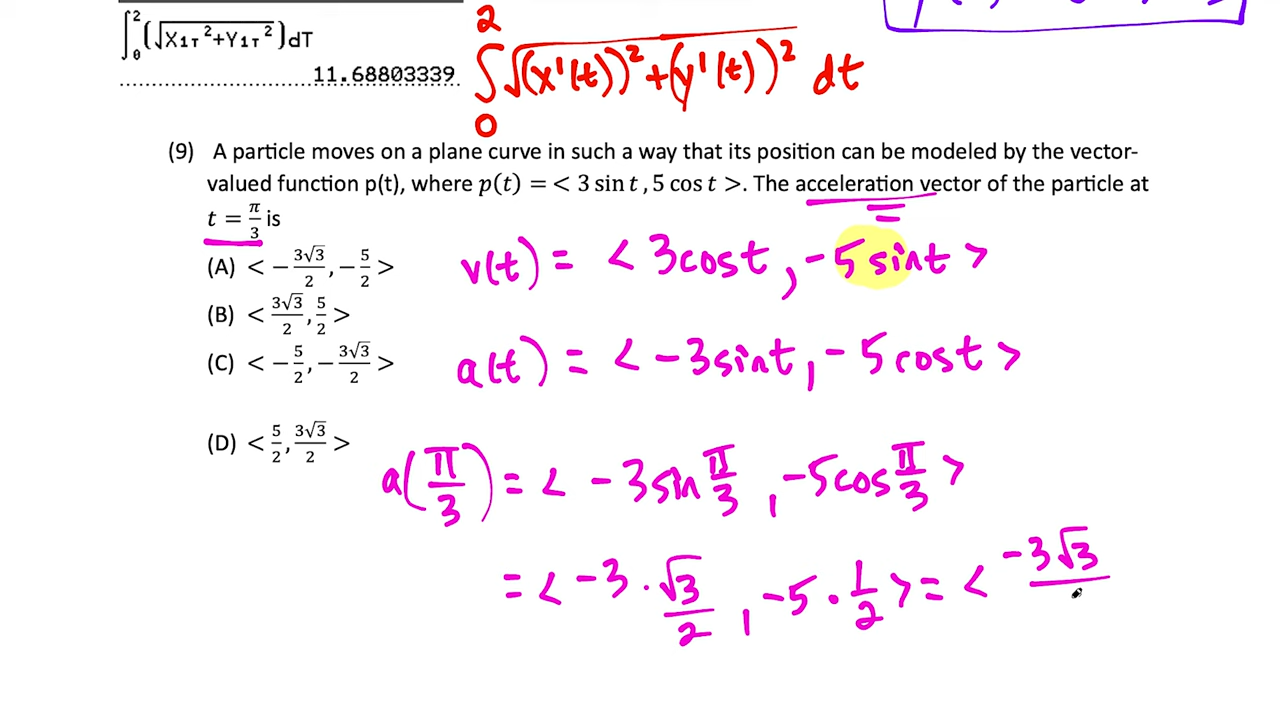 2
∫₀² (√X₁ₜ²+Y₁ₜ²)dT
11.68803339
∫₀² √(x'(t))²+(y'(t))² dt
(9) A particle moves on a plane curve in such a way that its position can be modeled by the vector-
valued function p(t), where p(t) = < 3 sin t , 5 cos t >. The acceleration vector of the particle at
t = π/3 is
(A) < −3√3/2, −5/2 >
(B) < 3√3/2, 5/2 >
(C) < −5/2, −3√3/2 >
(D) < 5/2, 3√3/2 >
v(t) = < 3cost, -5sint >
a(t) = < -3sint, -5cost >
a(π/3) = < -3sin π/3, -5cos π/3 >
= < -3 · √3/2, -5 · 1/2 > = < -3√3